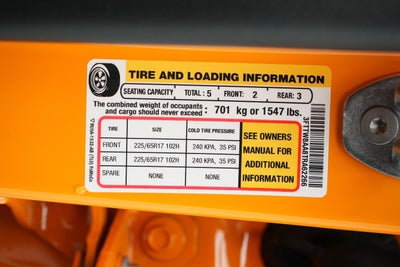 TIRE AND LOADING INFORMATION
SEATING CAPACITY TOTAL: 5 FRONT: 2 REAR: 3
The combined weight of occupants and cargo should never exceed: 701 kg or 1547 lbs.
TIRE SIZE COLD TIRE PRESSURE
FRONT 225/65R17 102H 240 KPA, 35 PSI
REAR 225/65R17 102H 240 KPA, 35 PSI
SPARE NONE NONE
SEE OWNERS
MANUAL FOR
ADDITIONAL
INFORMATION
3FTTW8AA8TRA62266